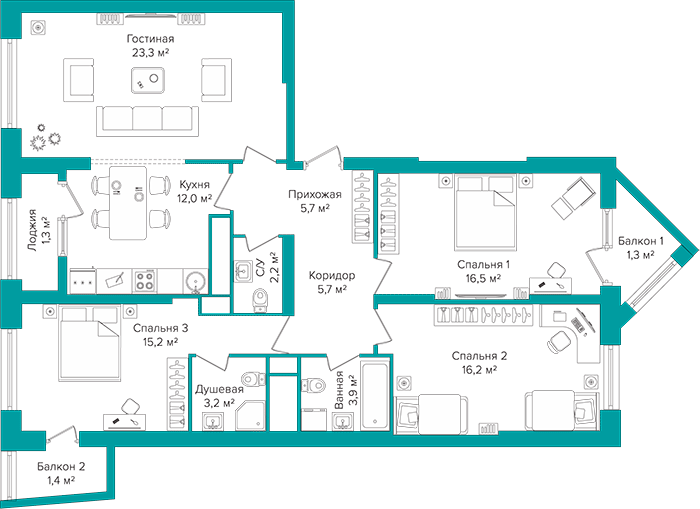 Гостиная
23,3 м²
Кухня
12,0 м²
Прихожая
5,7 м²
Лоджия
1,3 м²
С/У
2,2 м²
Коридор
5,7 м²
Спальня 1
16,5 м²
Балкон 1
1,3 м²
Спальня 3
15,2 м²
Спальня 2
16,2 м²
Душевая
3,2 м²
Ванная
3,9 м²
Балкон 2
1,4 м²